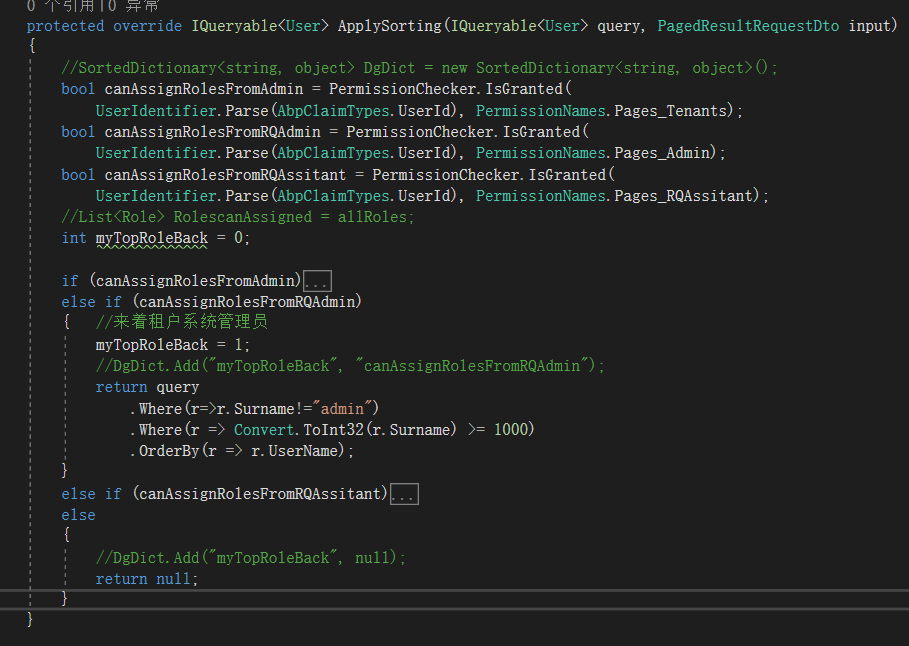 0 个引用|0 异常
protected override IQueryable<User> ApplySorting(IQueryable<User> query, PagedResultRequestDto input)
{
//SortedDictionary<string, object> DgDict = new SortedDictionary<string, object>();
bool canAssignRolesFromAdmin = PermissionChecker.IsGranted(
UserIdentifier.Parse(AbpClaimTypes.UserId), PermissionNames.Pages_Tenants);
bool canAssignRolesFromRQAdmin = PermissionChecker.IsGranted(
UserIdentifier.Parse(AbpClaimTypes.UserId), PermissionNames.Pages_Admin);
bool canAssignRolesFromRQAssitant = PermissionChecker.IsGranted(
UserIdentifier.Parse(AbpClaimTypes.UserId), PermissionNames.Pages_RQAssitant);
//List<Role> RolescanAssigned = allRoles;
int myTopRoleBack = 0;
if (canAssignRolesFromAdmin)...
else if (canAssignRolesFromRQAdmin)
{ //来着租户系统管理员
myTopRoleBack = 1;
//DgDict.Add("myTopRoleBack", "canAssignRolesFromRQAdmin");
return query
.Where(r=>r.Surname!="admin")
.Where(r => Convert.ToInt32(r.Surname) >= 1000)
.OrderBy(r => r.UserName);
}
else if (canAssignRolesFromRQAssitant)...
else
{
//DgDict.Add("myTopRoleBack", null);
return null;
}
}